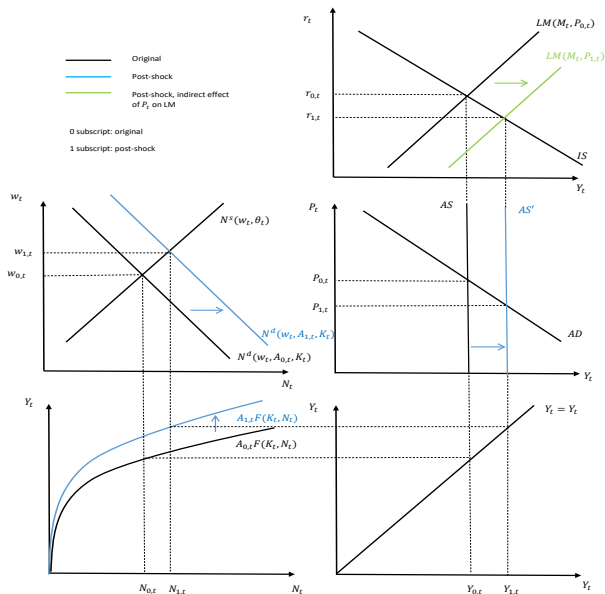 Original
Post-shock
Post-shock, indirect effect
of P_t on LM
0 subscript: original
1 subscript: post-shock
r_t
LM(M_t, P_{0,t})
LM(M_t, P_{1,t})
r_{0,t}
r_{1,t}
IS
Y_t
w_t
N^s(w_t, θ_t)
w_{1,t}
w_{0,t}
N^d(w_t, A_{1,t}, K_t)
N^d(w_t, A_{0,t}, K_t)
N_t
P_t
AS
AS'
P_{0,t}
P_{1,t}
AD
Y_t
Y_t
A_{1,t}F(K_t, N_t)
A_{0,t}F(K_t, N_t)
N_{0,t}
N_{1,t}
N_t
Y_t
Y_t = Y_t
Y_{0,t}
Y_{1,t}
Y_t